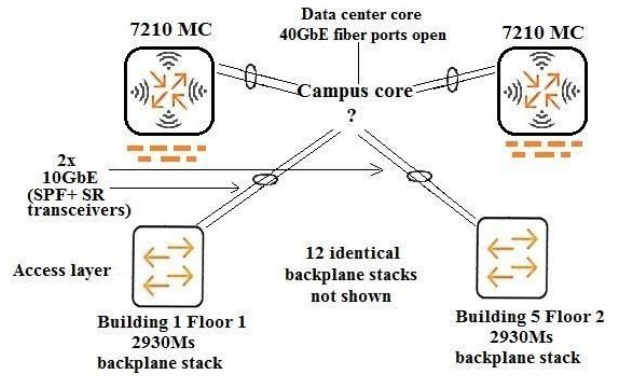 7210 MC
Data center core
40GbE fiber ports open
7210 MC
Campus core
?
2x
10GbE
(SPF+ SR
transceivers)
Access layer
12 identical
backplane stacks
not shown
Building 1 Floor 1
2930Ms
backplane stack
Building 5 Floor 2
2930Ms
backplane stack